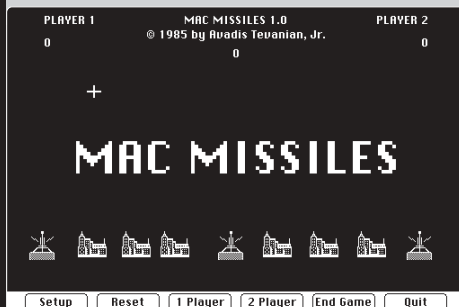 PLAYER 1 MAC MISSILES 1.0 PLAYER 2
© 1985 by Avadis Tevanian, Jr.
0 0
0
MAC MISSILES
Setup Reset 1 Player 2 Player End Game Quit